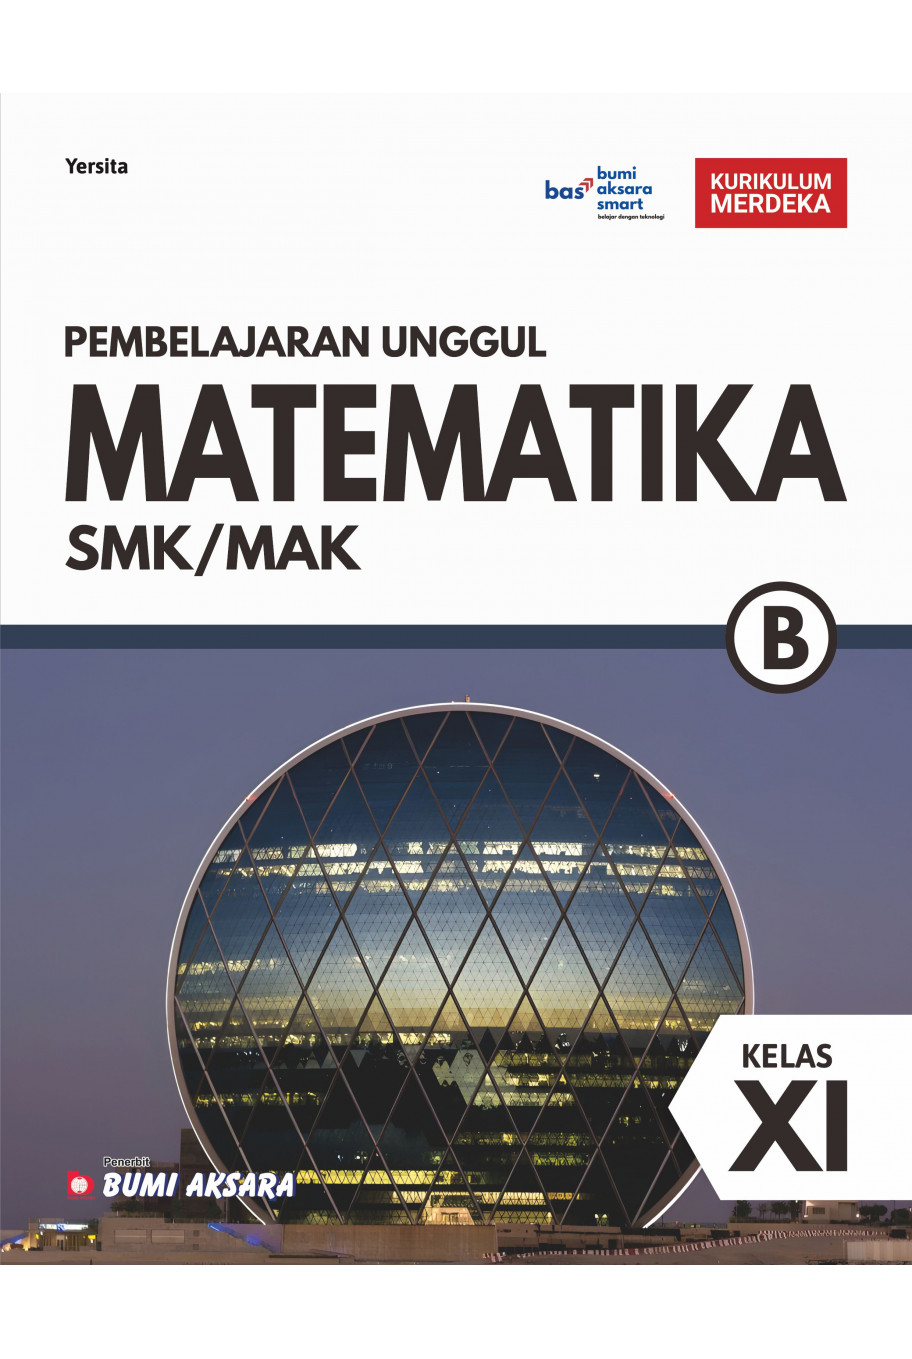 Yersita
bas
bumi
aksara
smart
belajar dengan teknologi
KURIKULUM
MERDEKA
PEMBELAJARAN UNGGUL
MATEMATIKA
SMK/MAK
B
KELAS
XI
Penerbit
BUMI AKSARA